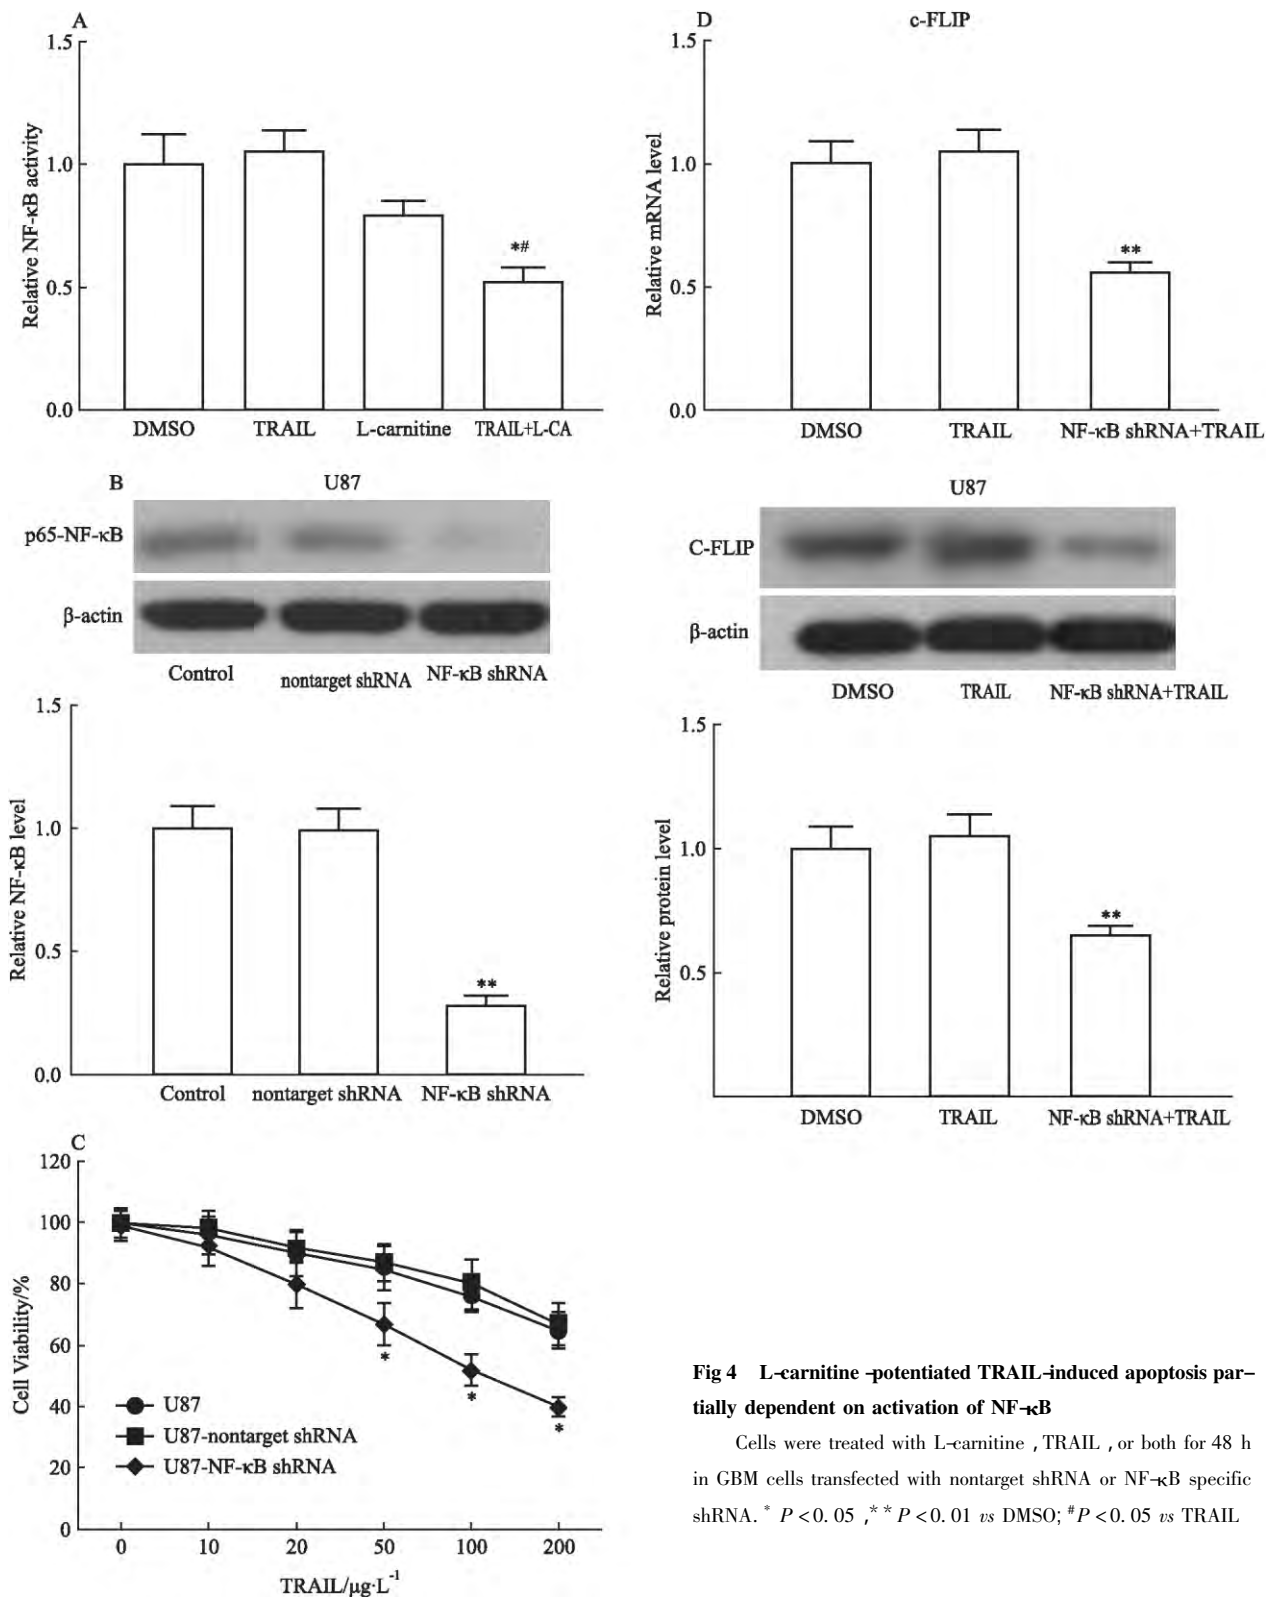 A
1.5
1.0
0.5
0.0
Relative NF-κB activity
DMSO
TRAIL
L-carnitine
TRAIL+L-CA
*#
D
c-FLIP
1.5
1.0
0.5
0.0
Relative mRNA level
**
DMSO
TRAIL
NF-κB shRNA+TRAIL
B
U87
p65-NF-κB
β-actin
Control
nontarget shRNA
NF-κB shRNA
1.5
1.0
0.5
0.0
Relative NF-κB level
**
Control
nontarget shRNA
NF-κB shRNA
U87
C-FLIP
β-actin
DMSO
TRAIL
NF-κB shRNA+TRAIL
1.5
1.0
0.5
Relative protein level
**
DMSO
TRAIL
NF-κB shRNA+TRAIL
C
120
100
80
60
40
20
0
Cell Viability/%
U87
U87-nontarget shRNA
U87-NF-κB shRNA
*
*
*
0
10
20
50
100
200
TRAIL/μg·L⁻¹
Fig 4 L-carnitine -potentiated TRAIL-induced apoptosis par-
tially dependent on activation of NF-κB
Cells were treated with L-carnitine , TRAIL , or both for 48 h
in GBM cells transfected with nontarget shRNA or NF-κB specific
shRNA. * P < 0. 05 , ** P < 0. 01 vs DMSO; #P < 0. 05 vs TRAIL